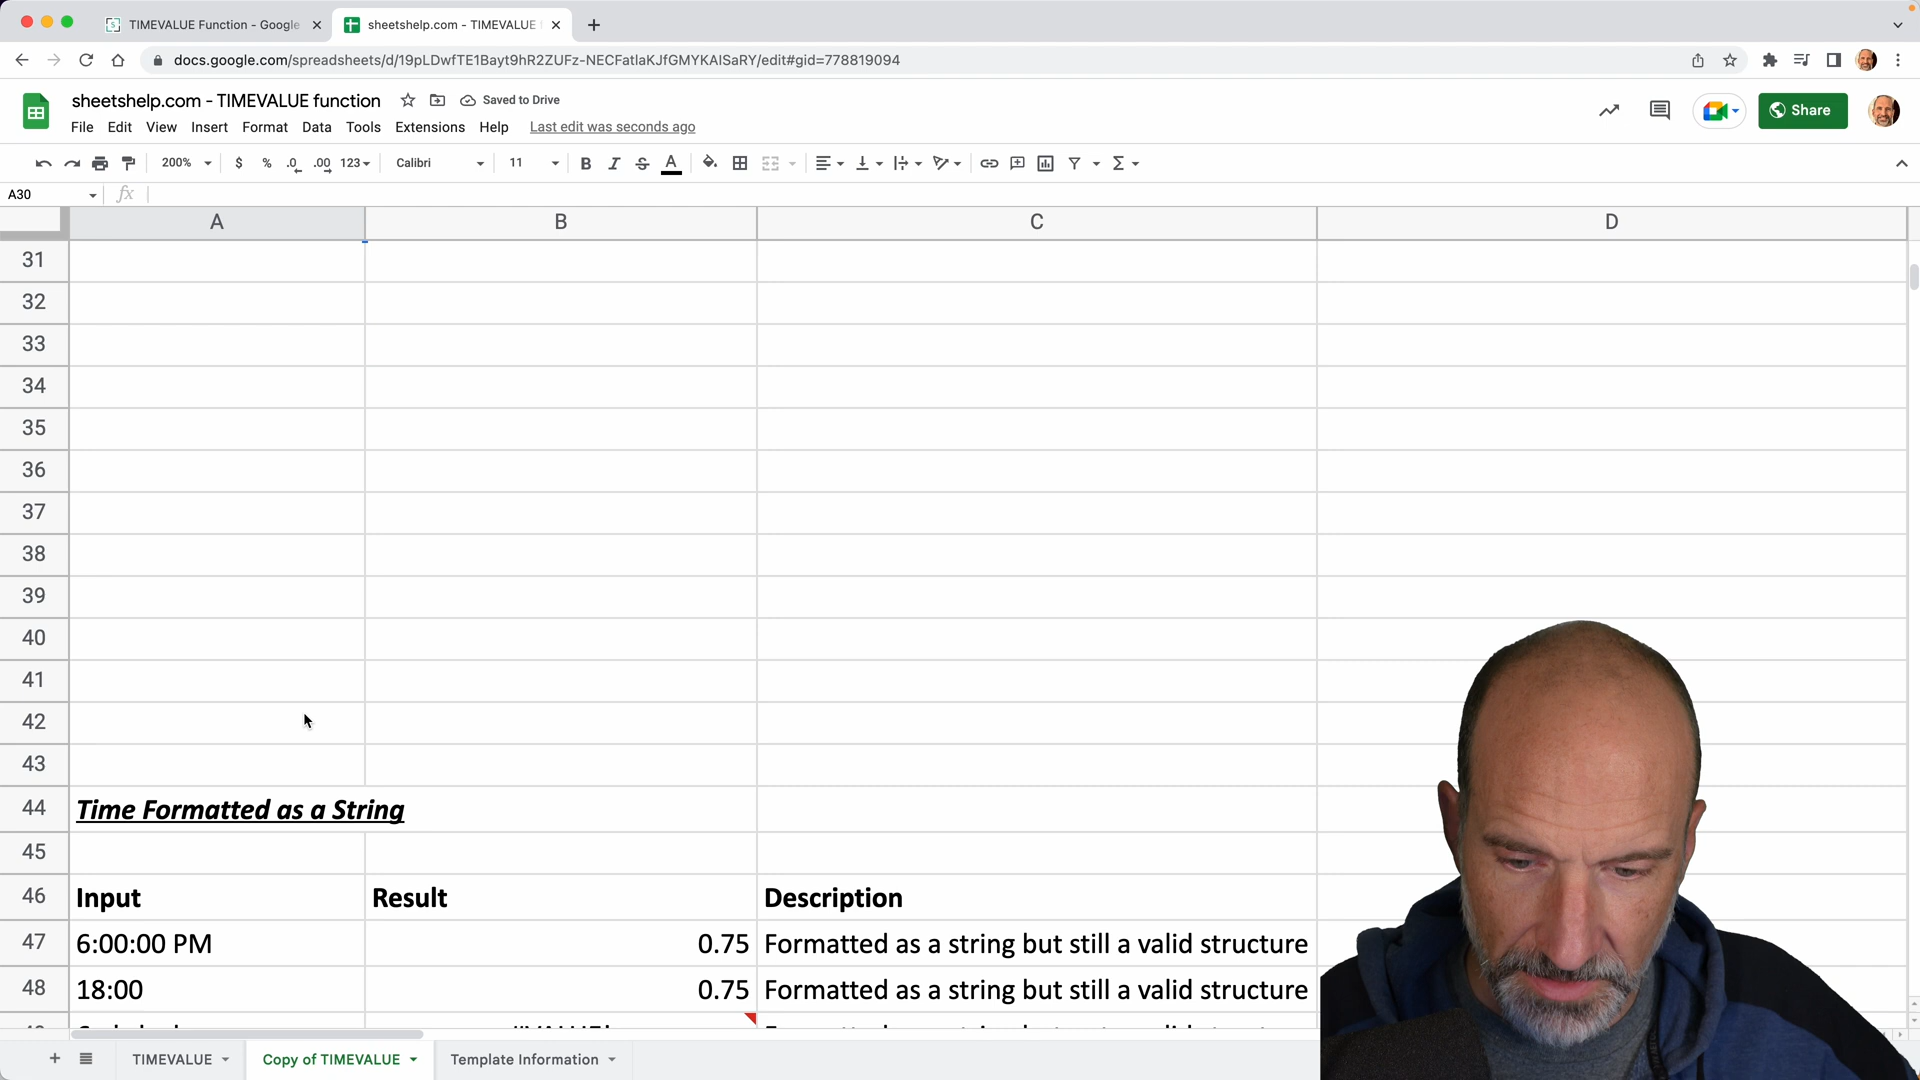 TIMEVALUE Function - Google
sheetshelp.com - TIMEVALUE
docs.google.com/spreadsheets/d/19pLDwfTE1Bayt9hR2ZUFz-NECFatlaKJfGMYKAISaRY/edit#gid=778819094
sheetshelp.com - TIMEVALUE function
Saved to Drive
Share
File Edit View Insert Format Data Tools Extensions Help Last edit was seconds ago
200% $ % .0 .00 123 Calibri 11 B I S A Σ
A30 fx
A B C D
31
32
33
34
35
36
37
38
39
40
41
42
43
44 Time Formatted as a String
45
46 Input Result Description
47 6:00:00 PM 0.75 Formatted as a string but still a valid structure
48 18:00 0.75 Formatted as a string but still a valid structure
+ TIMEVALUE Copy of TIMEVALUE Template Information